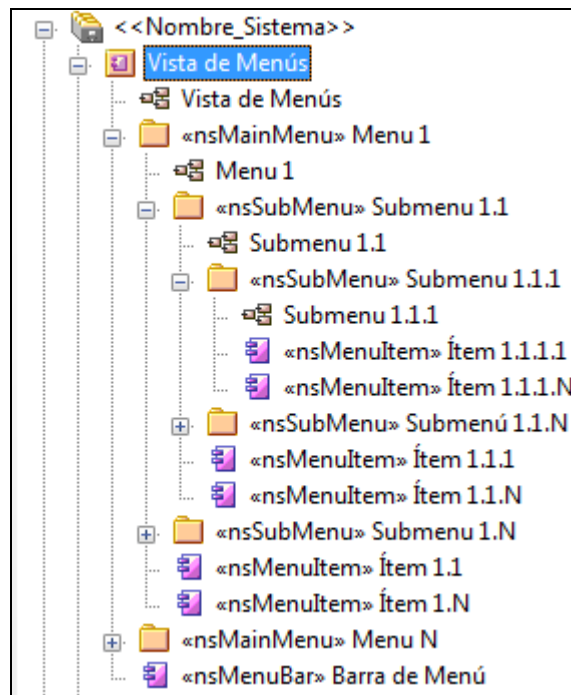 <<Nombre_Sistema>>
Vista de Menús
Vista de Menús
«nsMainMenu» Menu 1
Menu 1
«nsSubMenu» Submenu 1.1
Submenu 1.1
«nsSubMenu» Submenu 1.1.1
Submenu 1.1.1
«nsMenuItem» Ítem 1.1.1.1
«nsMenuItem» Ítem 1.1.1.N
«nsSubMenu» Submenú 1.1.N
«nsMenuItem» Ítem 1.1.1
«nsMenuItem» Ítem 1.1.N
«nsSubMenu» Submenu 1.N
«nsMenuItem» Ítem 1.1
«nsMenuItem» Ítem 1.N
«nsMainMenu» Menu N
«nsMenuBar» Barra de Menú